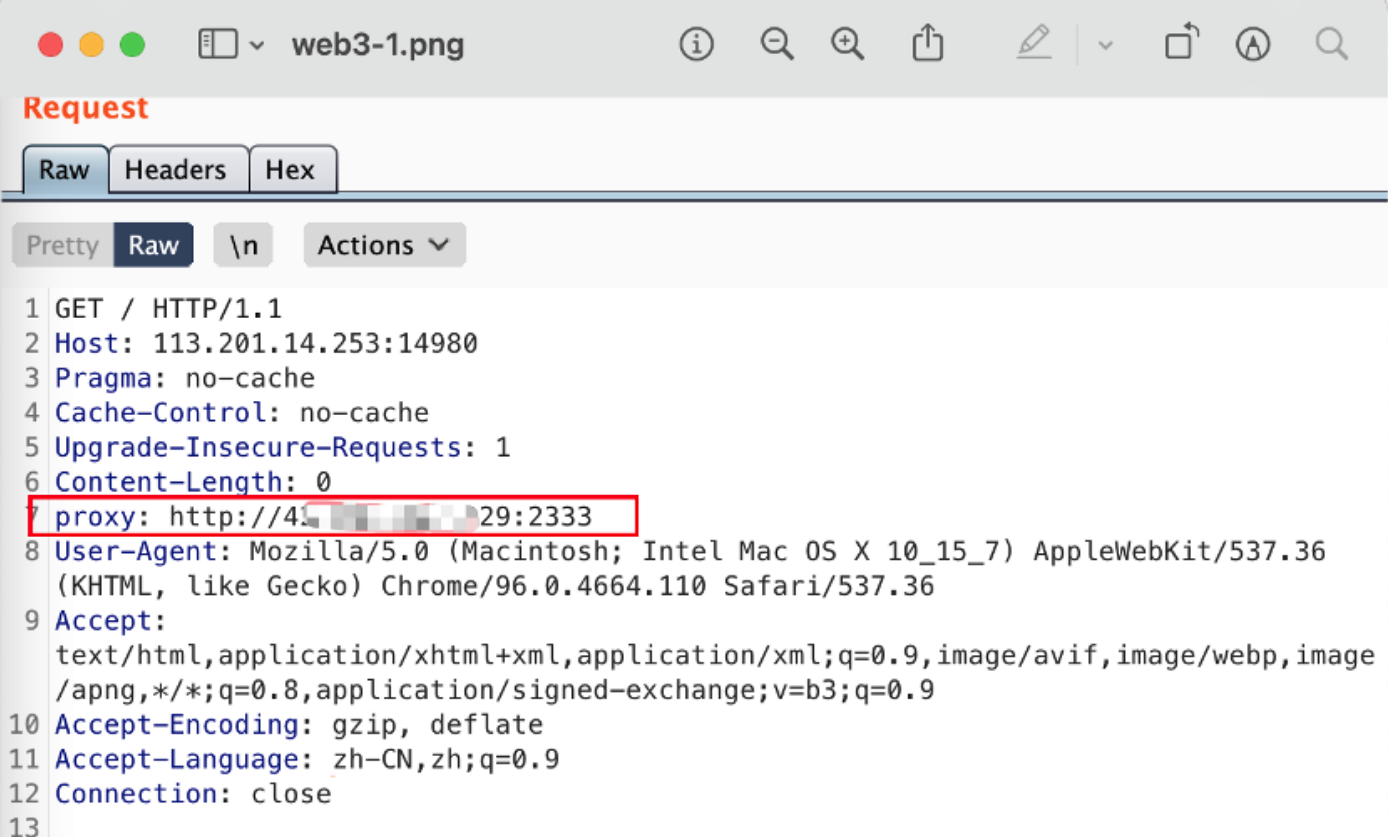 web3-1.png
Request
Raw Headers Hex
Pretty Raw \n Actions
1 GET / HTTP/1.1
2 Host: 113.201.14.253:14980
3 Pragma: no-cache
4 Cache-Control: no-cache
5 Upgrade-Insecure-Requests: 1
6 Content-Length: 0
7 proxy: http://4 29:2333
8 User-Agent: Mozilla/5.0 (Macintosh; Intel Mac OS X 10_15_7) AppleWebKit/537.36
(KHTML, like Gecko) Chrome/96.0.4664.110 Safari/537.36
9 Accept:
text/html,application/xhtml+xml,application/xml;q=0.9,image/avif,image/webp,image
/apng,*/*;q=0.8,application/signed-exchange;v=b3;q=0.9
10 Accept-Encoding: gzip, deflate
11 Accept-Language: zh-CN,zh;q=0.9
12 Connection: close
13